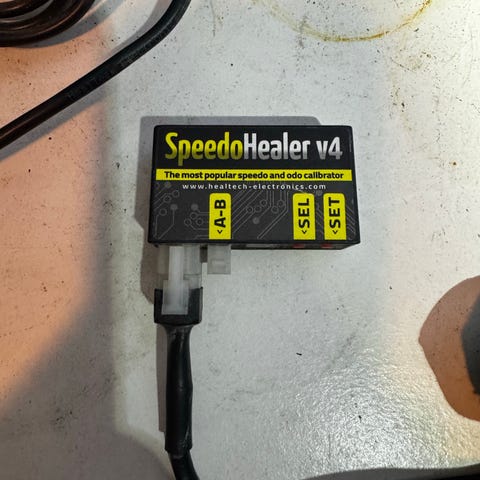 SpeedoHealer v4
The most popular speedo and odo calibrator
www.healtech-electronics.com
<A-B
<SEL
<SET